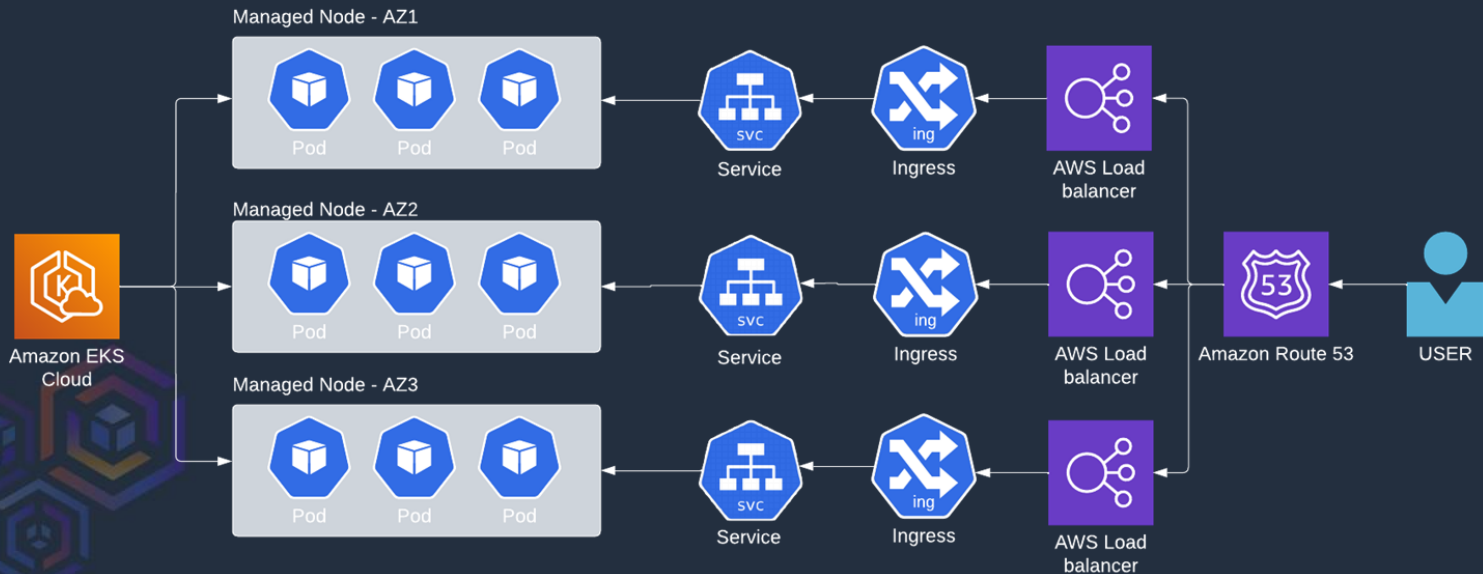 Managed Node - AZ1
Pod
Pod
Pod
svc
Service
ing
Ingress
AWS Load
balancer
Managed Node - AZ2
Pod
Pod
Pod
svc
Service
ing
Ingress
AWS Load
balancer
53
Amazon Route 53
USER
K
Amazon EKS
Cloud
Managed Node - AZ3
Pod
Pod
Pod
svc
Service
ing
Ingress
AWS Load
balancer